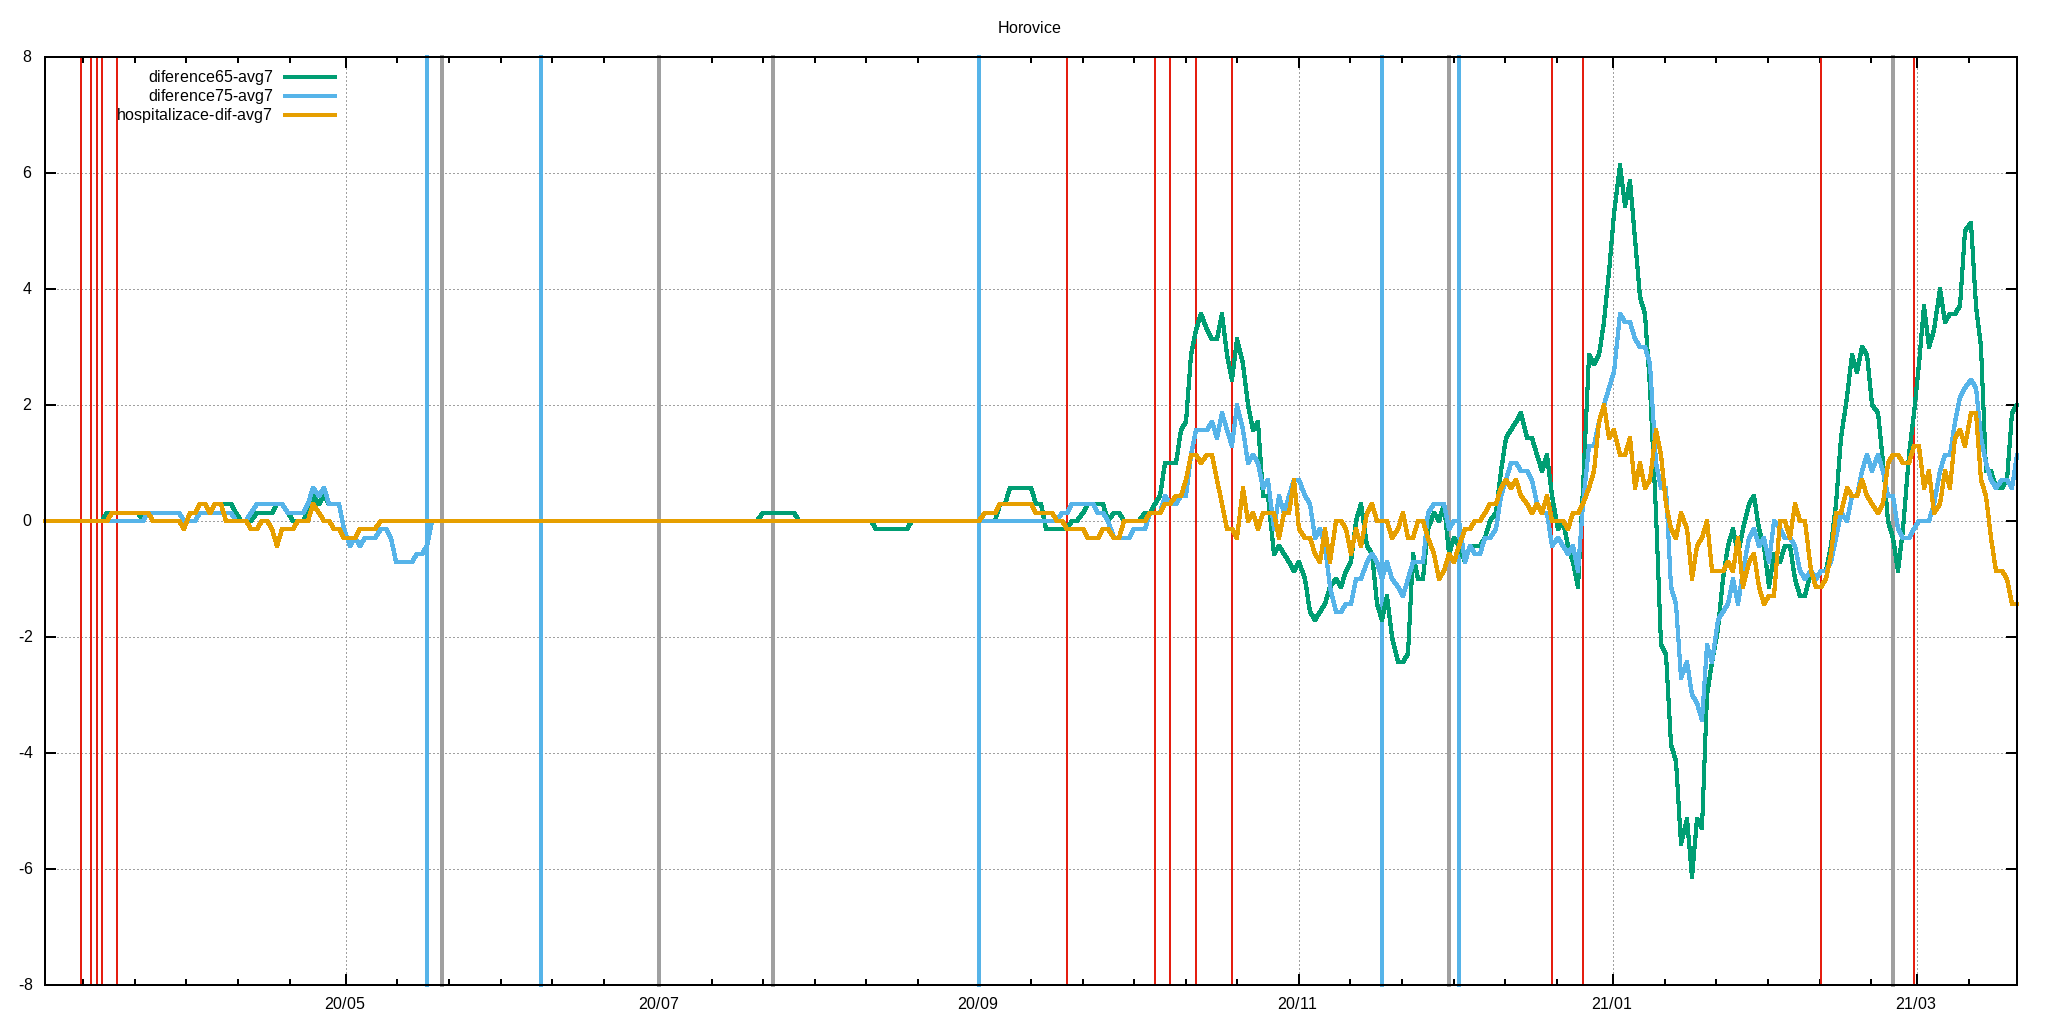 Horovice
diference65-avg7
diference75-avg7
hospitalizace-dif-avg7
8
6
4
2
0
-2
-4
-6
-8
20/05 20/07 20/09 20/11 21/01 21/03